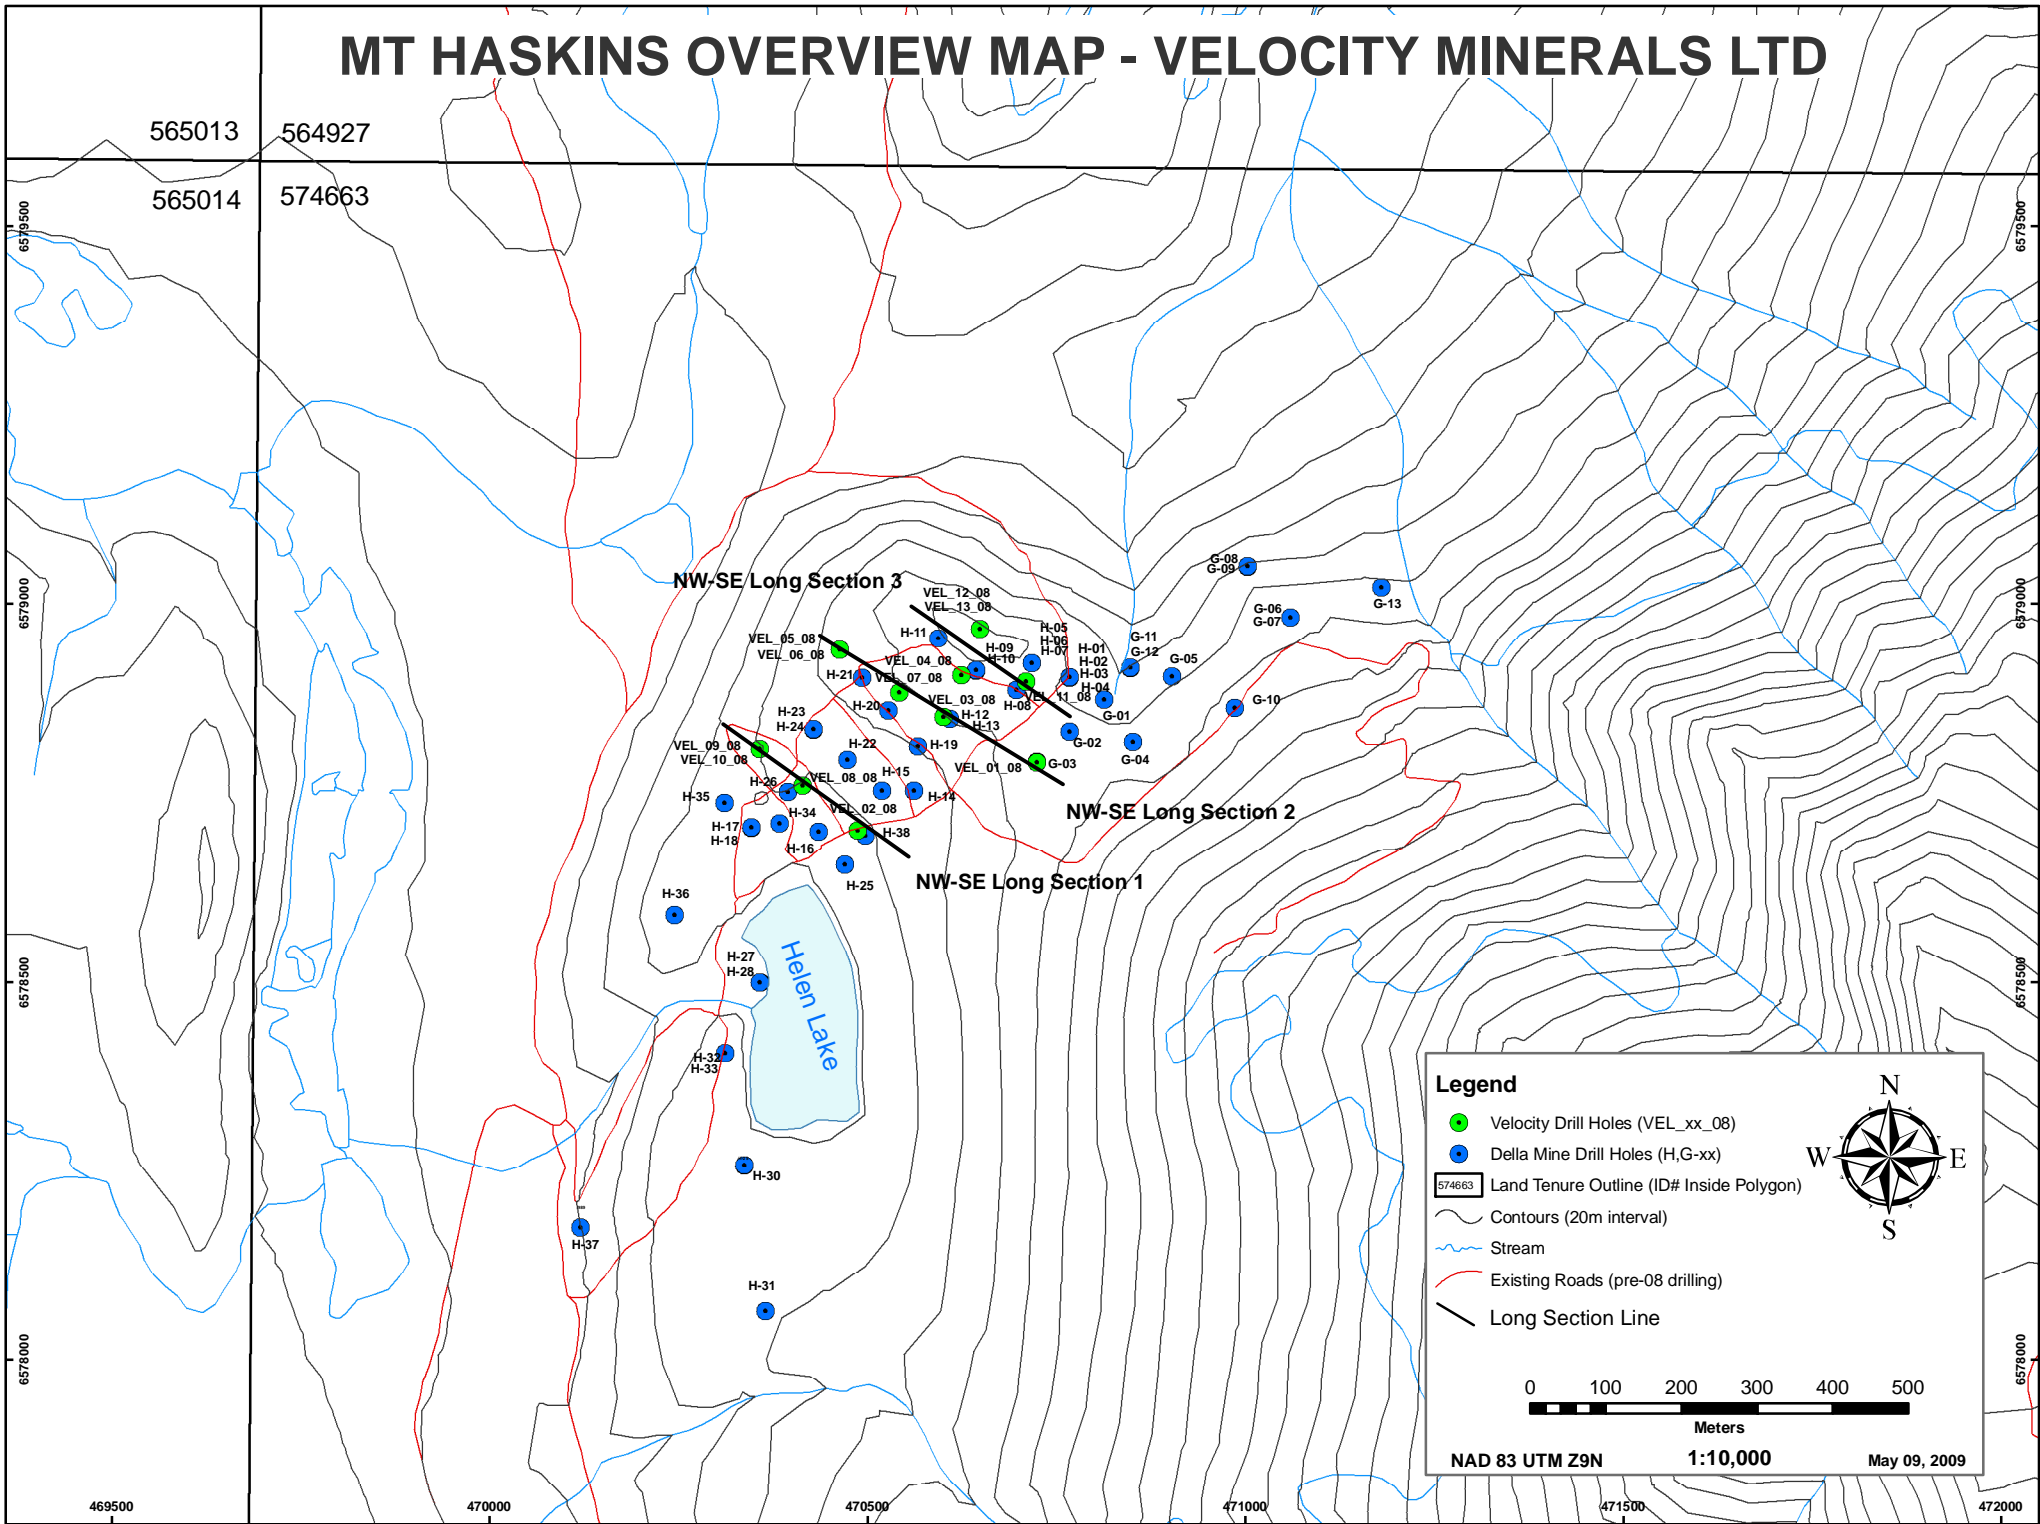 MT HASKINS OVERVIEW MAP - VELOCITY MINERALS LTD
565013
564927
565014
574663
6579500
6579500
6579000
6579000
6578500
6578500
6578000
6578000
NW-SE Long Section 3
VEL_12_08
VEL_13_08
VEL_05_08
VEL_06_08
H-11
H-09
H-10
H-05
H-06
H-07
H-01
H-02
H-03
H-04
G-08
G-09
G-13
G-06
G-07
G-11
G-12
G-05
G-10
VEL_04_08
H-21
VEL_07_08
VEL_03_08
H-08
VEL_11_08
G-01
H-20
H-12
H-13
G-02
G-04
H-23
H-24
H-19
VEL_09_08
VEL_10_08
H-22
VEL_01_08
G-03
H-26
VEL_08_08
H-15
H-14
H-35
VEL_02_08
NW-SE Long Section 2
H-17
H-18
H-34
H-16
H-38
H-25
NW-SE Long Section 1
H-36
H-27
H-28
Helen Lake
H-32
H-33
H-30
H-37
H-31
Legend
Velocity Drill Holes (VEL_xx_08)
Della Mine Drill Holes (H,G-xx)
574663 Land Tenure Outline (ID# Inside Polygon)
Contours (20m interval)
Stream
Existing Roads (pre-08 drilling)
Long Section Line
N
W
E
S
0 100 200 300 400 500
Meters
NAD 83 UTM Z9N 1:10,000 May 09, 2009
469500 470000 470500 471000 471500 472000